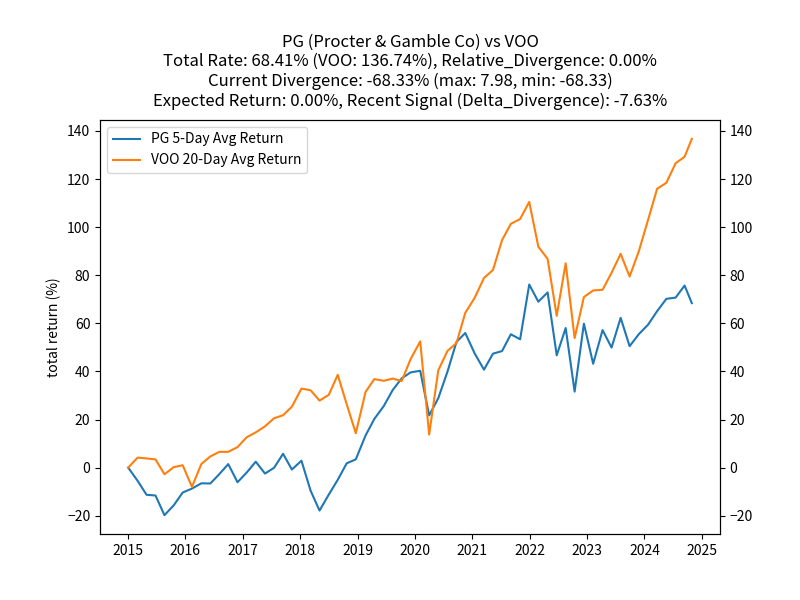 PG (Procter & Gamble Co) vs VOO
Total Rate: 68.41% (VOO: 136.74%), Relative_Divergence: 0.00%
Current Divergence: -68.33% (max: 7.98, min: -68.33)
Expected Return: 0.00%, Recent Signal (Delta_Divergence): -7.63%
PG 5-Day Avg Return
VOO 20-Day Avg Return
total return (%)
140
120
100
80
60
40
20
0
−20
140
120
100
80
60
40
20
0
−20
2015 2016 2017 2018 2019 2020 2021 2022 2023 2024 2025